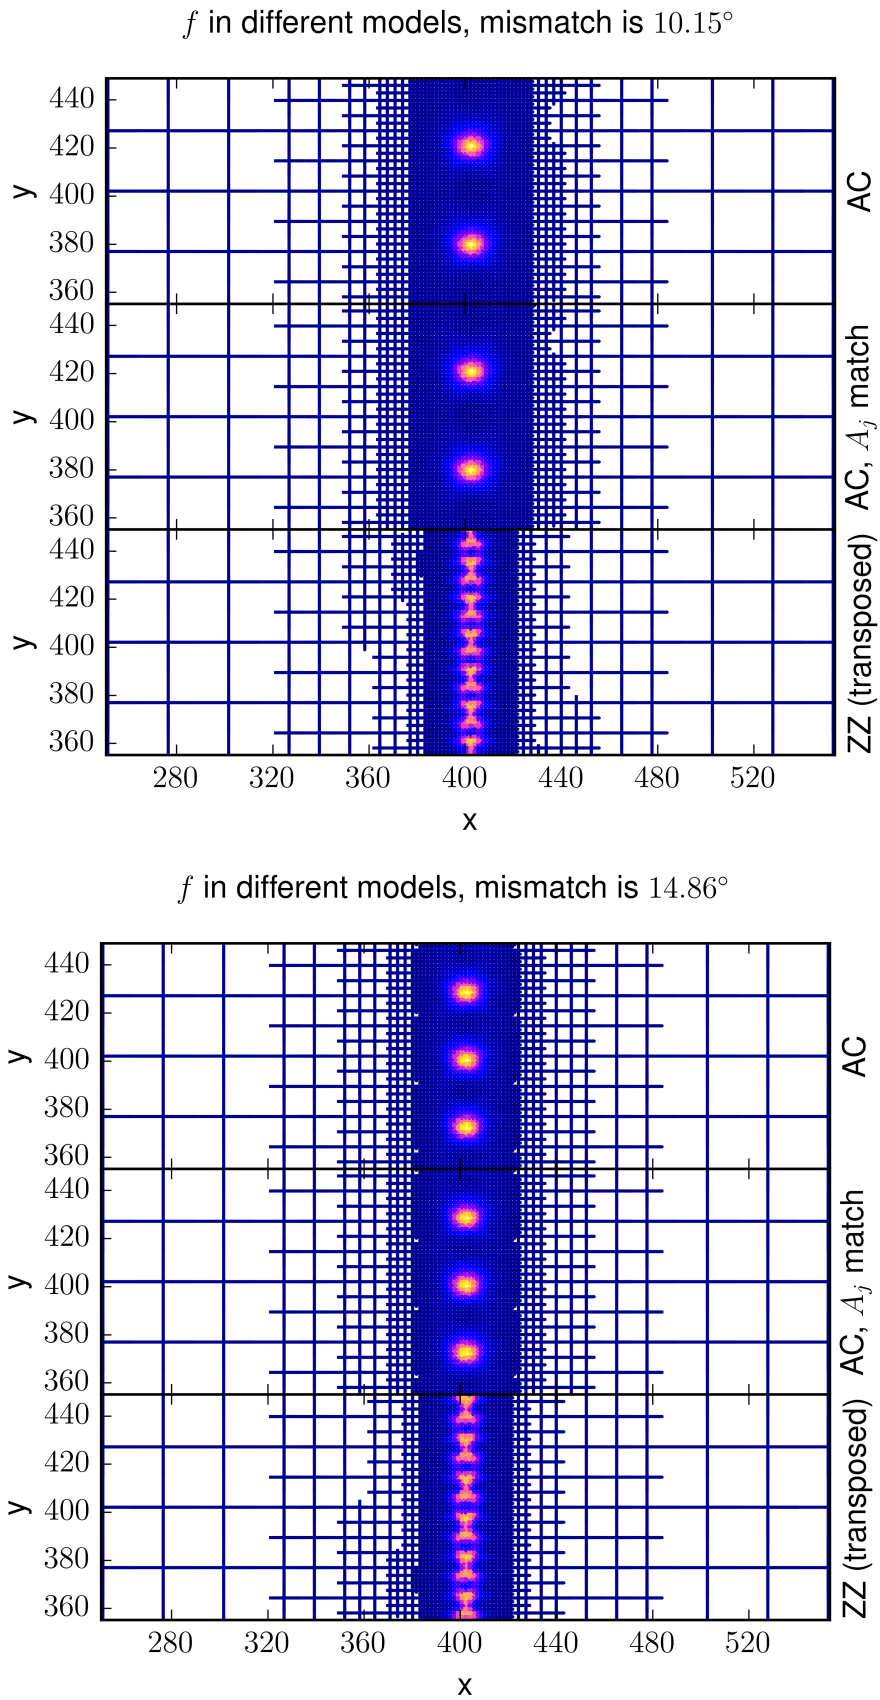 f in different models, mismatch is 10.15°
440
420
400
380
360
y
AC
440
420
400
380
360
y
AC, A_j match
440
420
400
380
360
y
ZZ (transposed)
280 320 360 400 440 480 520
x
f in different models, mismatch is 14.86°
440
420
400
380
360
y
AC
440
420
400
380
360
y
AC, A_j match
440
420
400
380
360
y
ZZ (transposed)
280 320 360 400 440 480 520
x